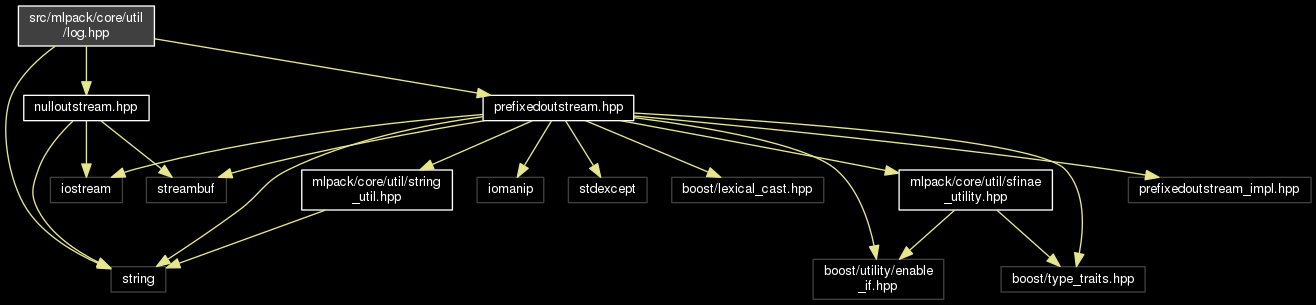 src/mlpack/core/util
/log.hpp
nulloutstream.hpp
prefixedoutstream.hpp
iostream
streambuf
mlpack/core/util/string
_util.hpp
iomanip
stdexcept
boost/lexical_cast.hpp
mlpack/core/util/sfinae
_utility.hpp
prefixedoutstream_impl.hpp
string
boost/utility/enable
_if.hpp
boost/type_traits.hpp